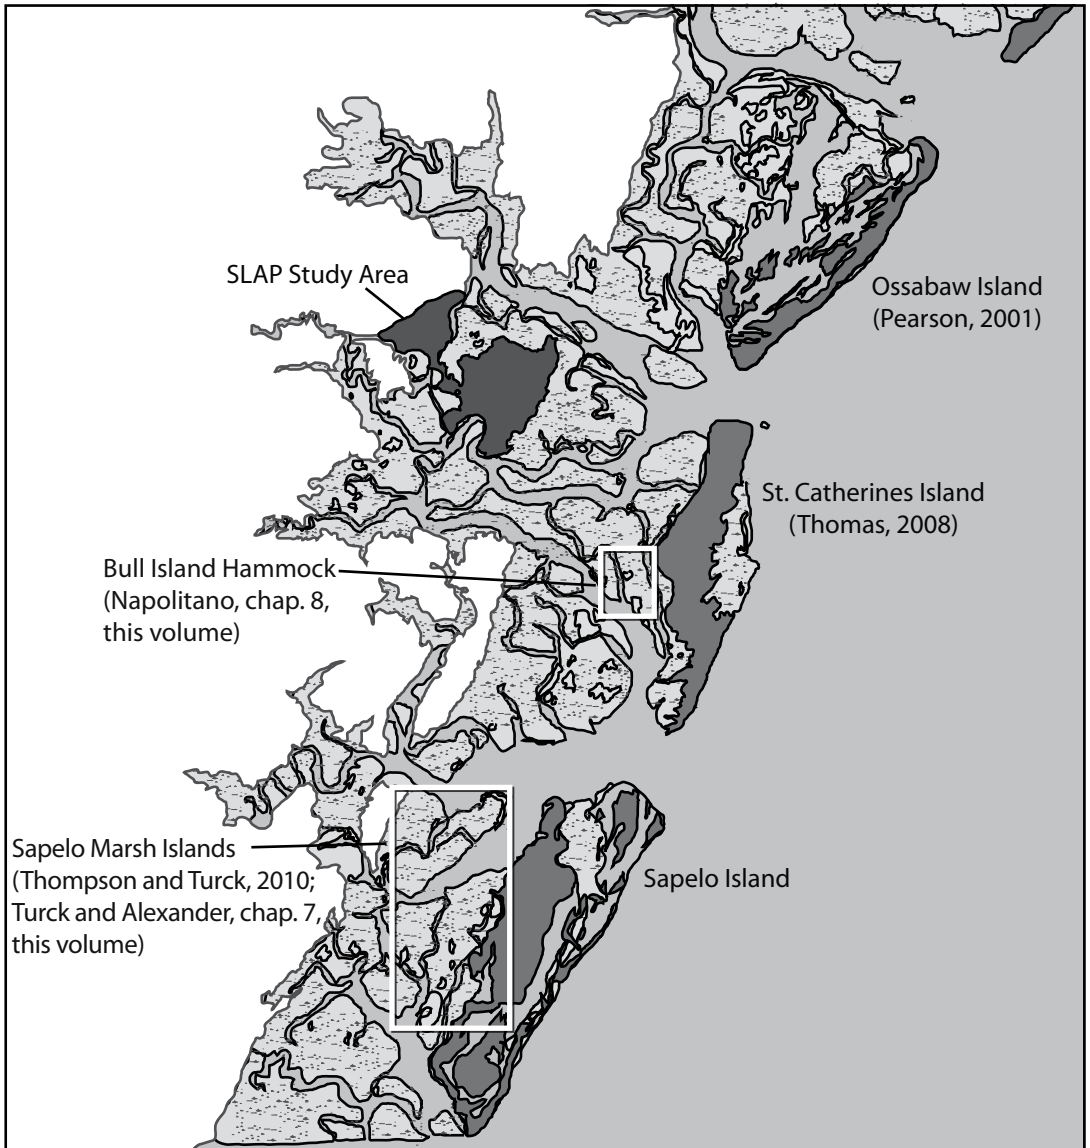 SLAP Study Area
Ossabaw Island
(Pearson, 2001)
St. Catherines Island
(Thomas, 2008)
Bull Island Hammock
(Napolitano, chap. 8,
this volume)
Sapelo Marsh Islands
(Thompson and Turck, 2010;
Turck and Alexander, chap. 7,
this volume)
Sapelo Island